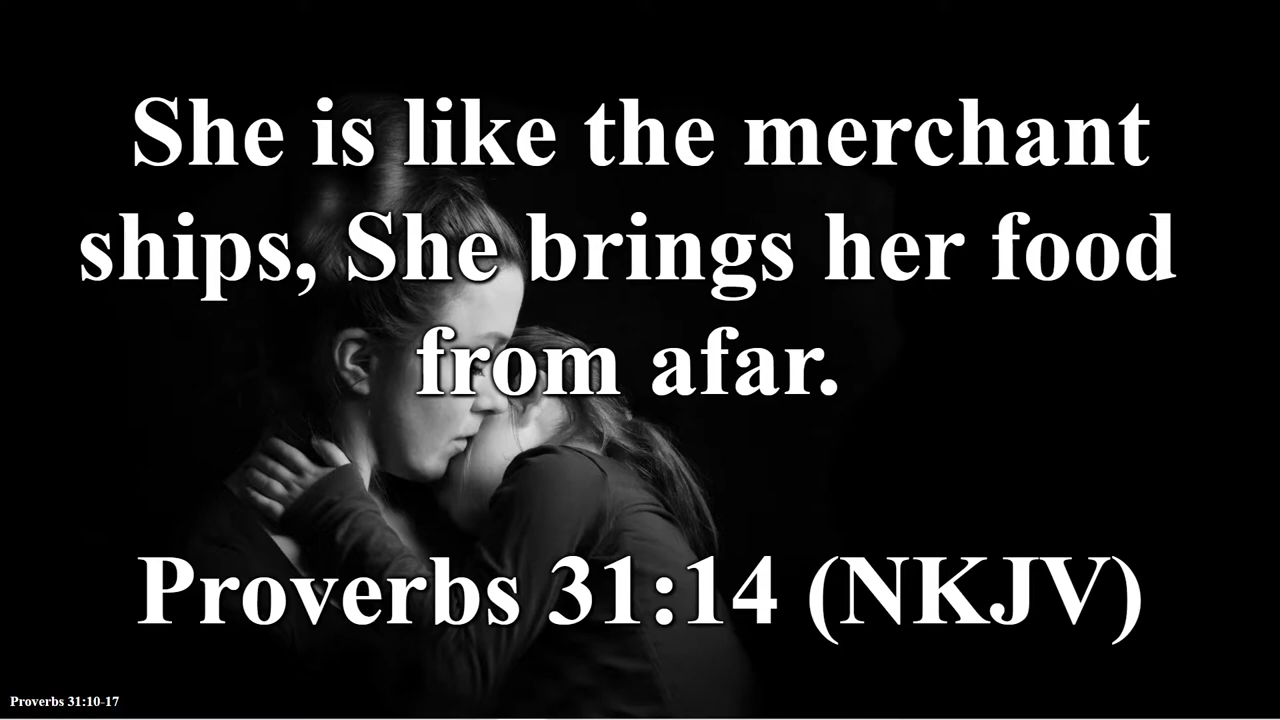 She is like the merchant
ships, She brings her food
from afar.
Proverbs 31:14 (NKJV)
Proverbs 31:10-17